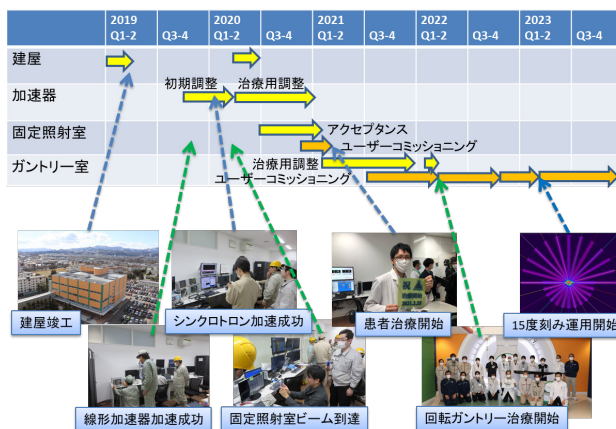 2019 2020 2021 2022 2023
Q1-2 Q3-4 Q1-2 Q3-4 Q1-2 Q3-4 Q1-2 Q3-4 Q1-2 Q3-4
建屋
加速器
初期調整 治療用調整
固定照射室
アクセプタンス
ユーザーコミッショニング
ガントリー室
治療用調整
ユーザーコミッショニング
建屋竣工
シンクロトロン加速成功
患者治療開始
15度刻み運用開始
線形加速器加速成功
固定照射室ビーム到達
回転ガントリー治療開始